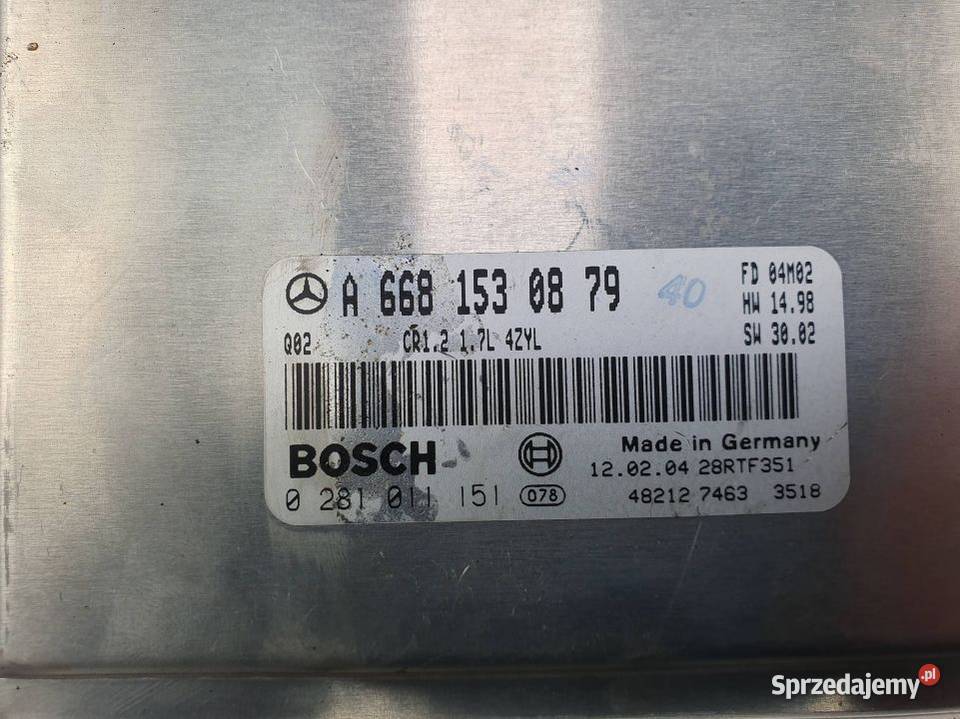 A 668 153 08 79
40
FD 04M02
HW 14.98
SW 30.02
Q02 CR1.2 1.7L 4ZYL
BOSCH
0 281 011 151 078
Made in Germany
12.02.04 28RTF351
48212 7463 3518
Sprzedajemy.pl